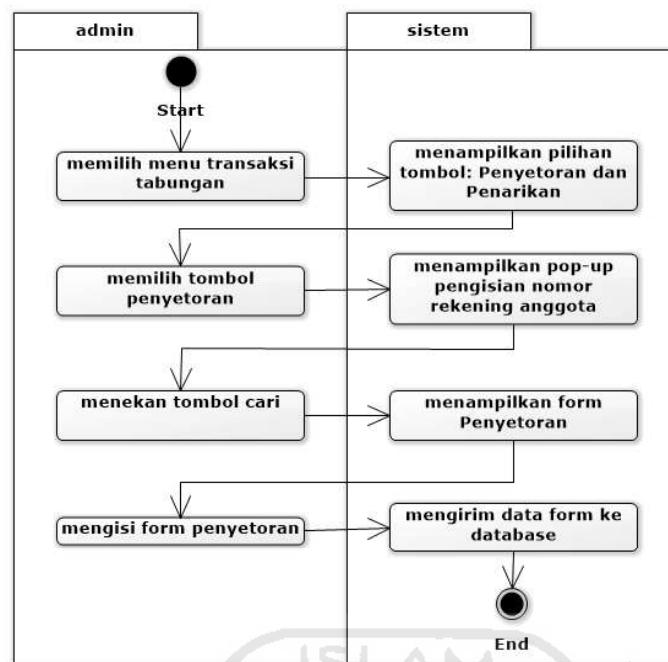 admin
sistem
Start
memilih menu transaksi
tabungan
menampilkan pilihan
tombol: Penyetoran dan
Penarikan
memilih tombol
penyetoran
menampilkan pop-up
pengisian nomor
rekening anggota
menekan tombol cari
menampilkan form
Penyetoran
mengisi form penyetoran
mengirim data form ke
database
End
ISLAM